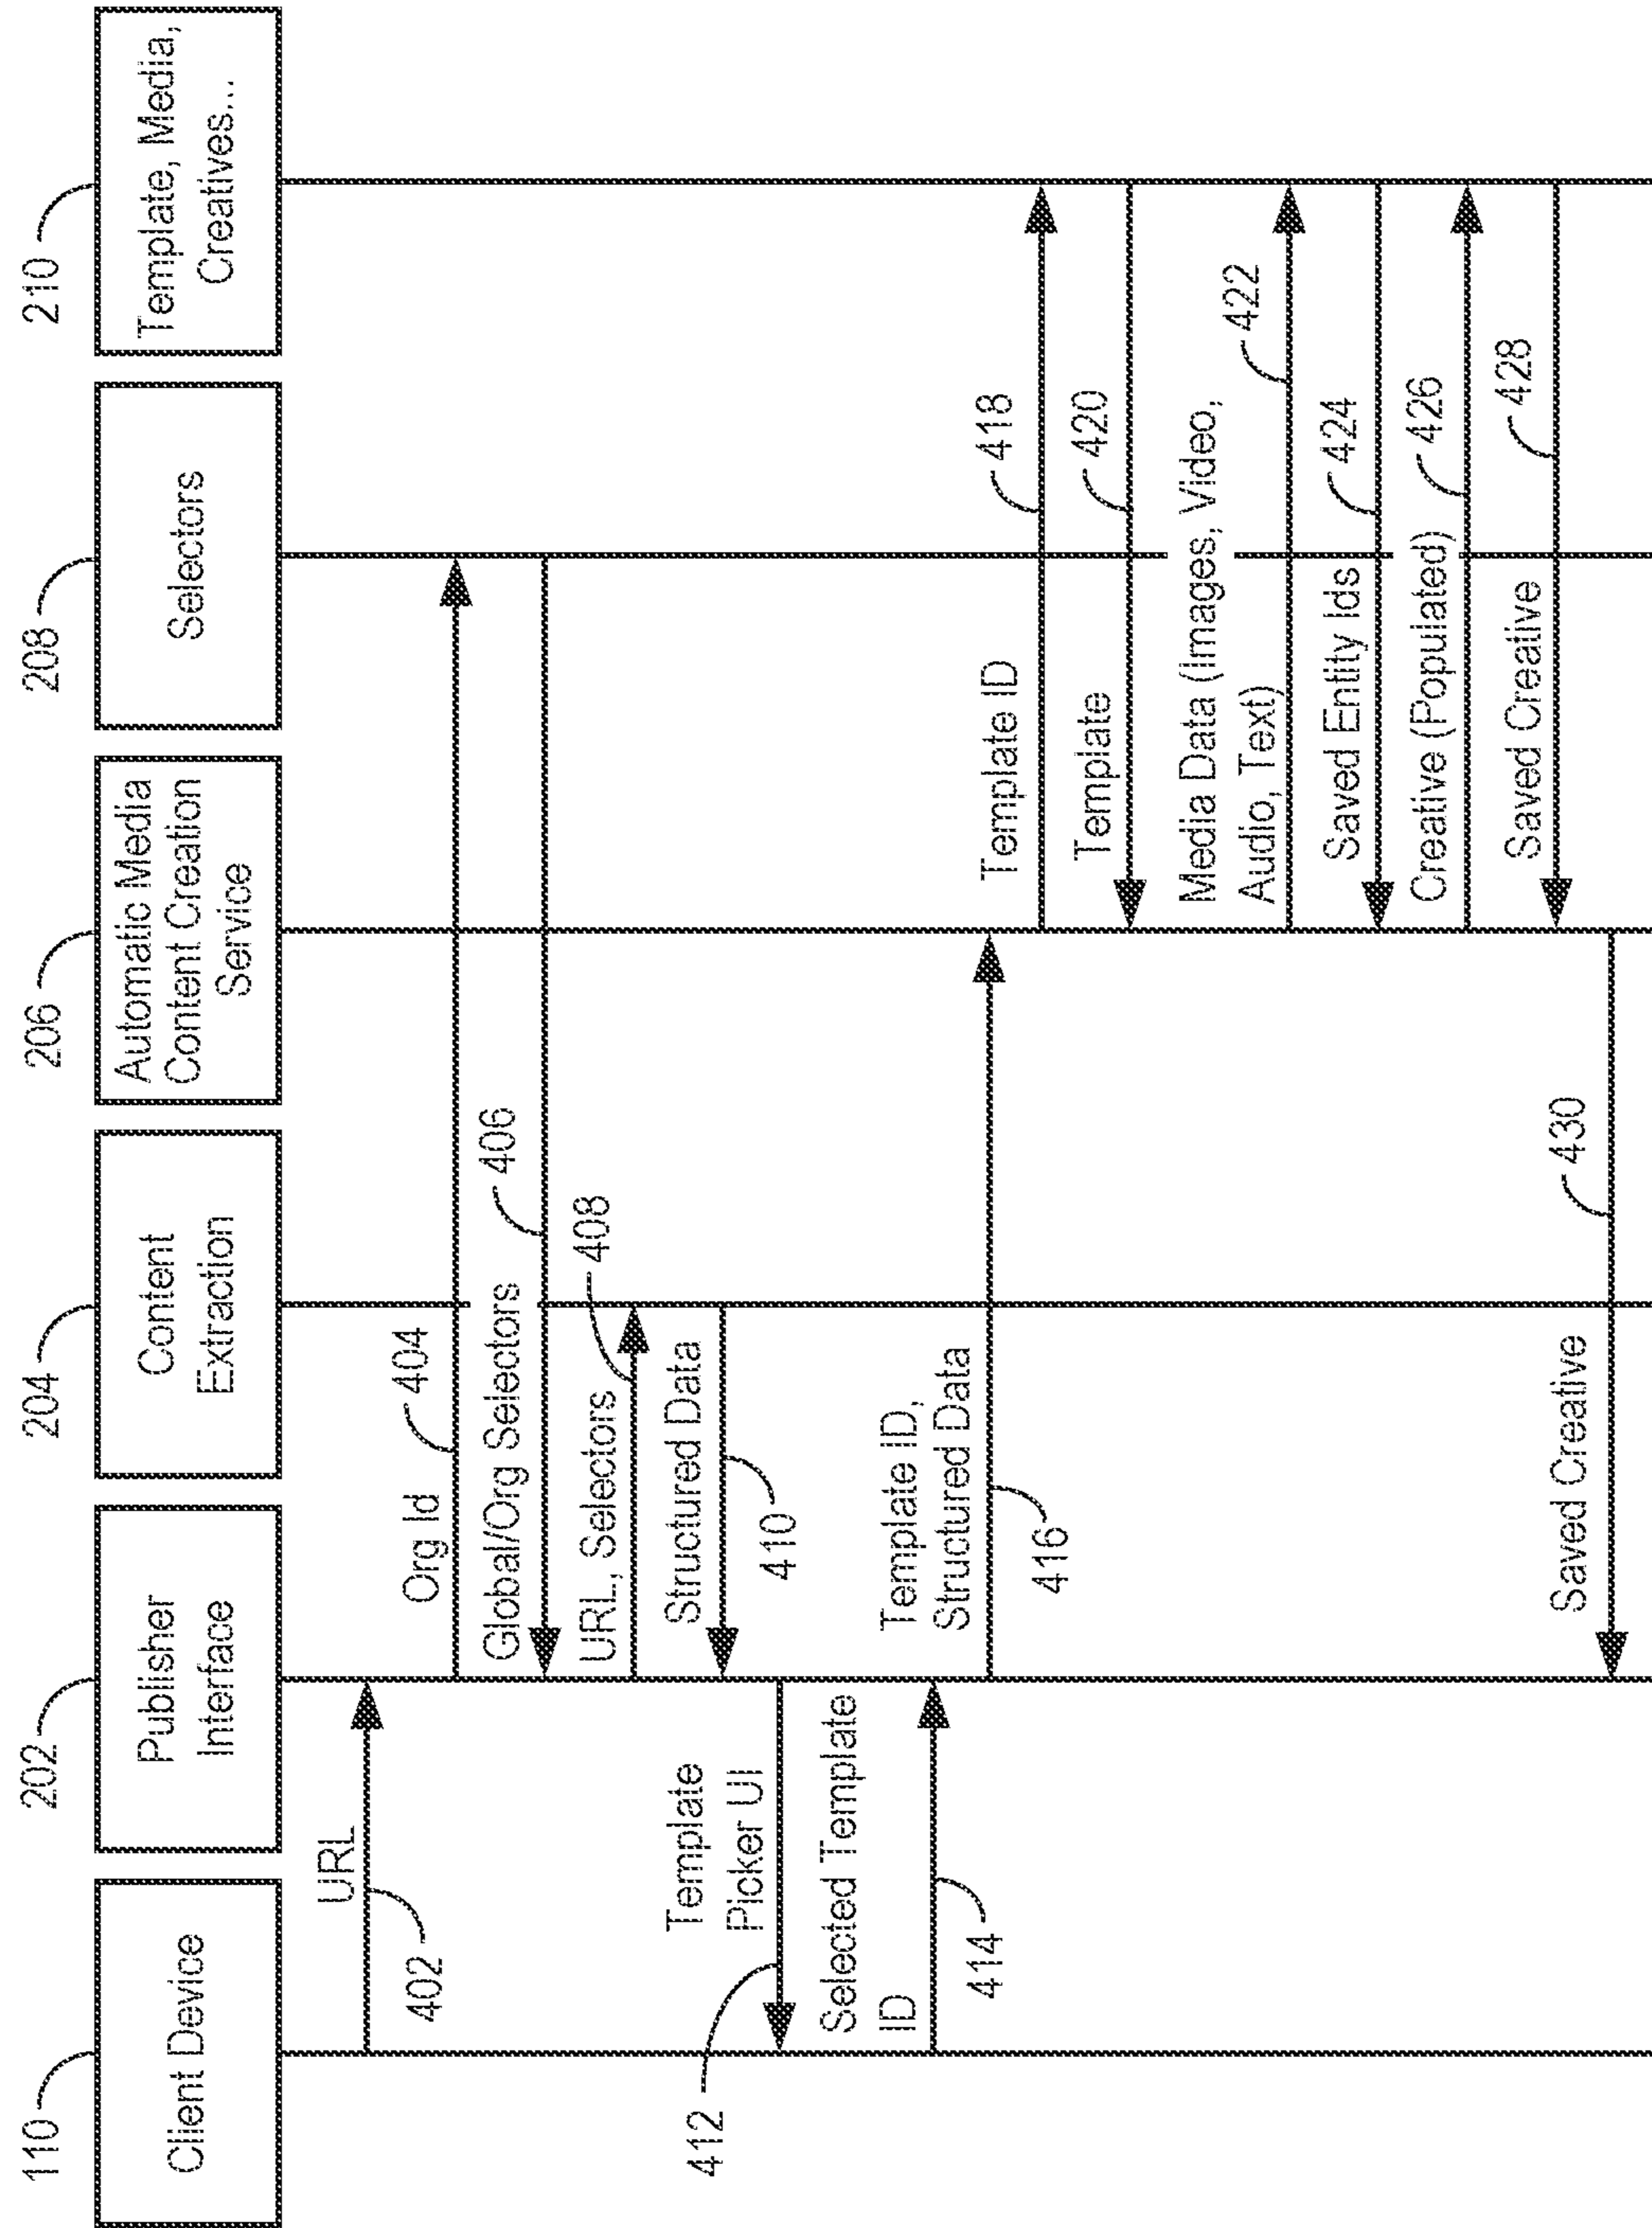 110
Client Device
202
Publisher
Interface
204
Content
Extraction
206
Automatic Media
Content Creation
Service
208
Selectors
210
Template, Media,
Creatives...
URL
402
Org Id
404
Global/Org Selectors
406
URL, Selectors
408
Structured Data
410
Template
Picker UI
412
Selected Template
ID
414
Template ID,
Structured Data
416
Template ID
418
Template
420
Media Data (Images, Video,
Audio, Text)
422
Saved Entity Ids
424
Creative (Populated)
426
Saved Creative
428
Saved Creative
430